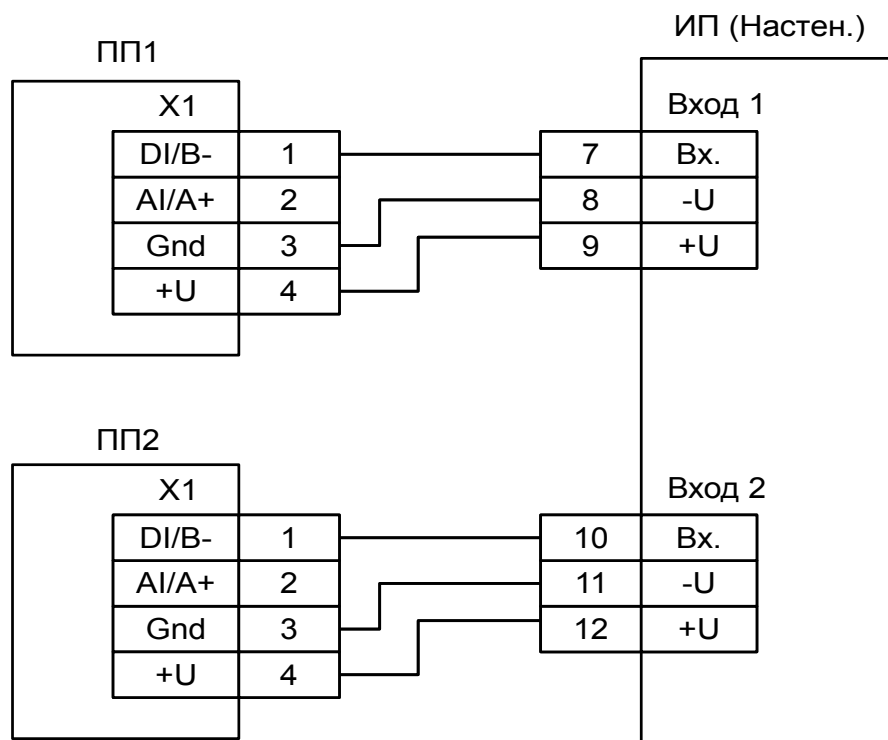 ИП (Настен.)
ПП1
X1
Вход 1
DI/B- 1 7 Вх.
AI/A+ 2 8 -U
Gnd 3 9 +U
+U 4
ПП2
X1
Вход 2
DI/B- 1 10 Вх.
AI/A+ 2 11 -U
Gnd 3 12 +U
+U 4